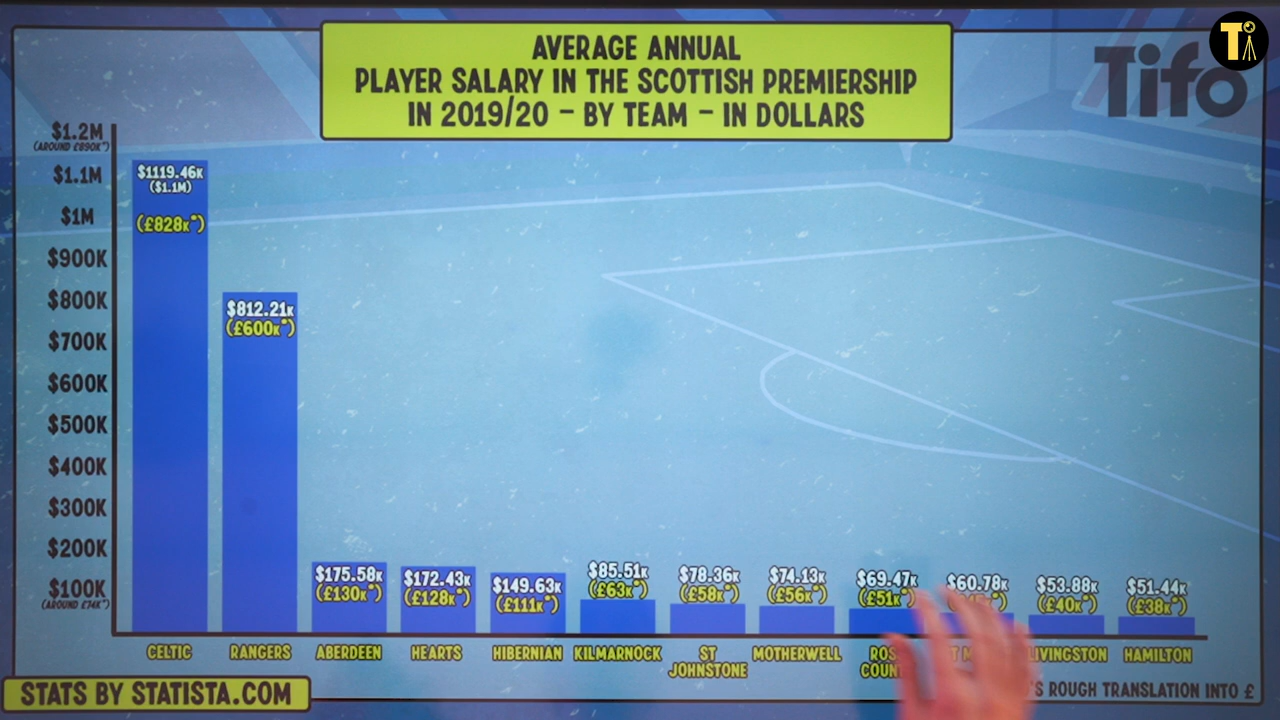 AVERAGE ANNUAL
PLAYER SALARY IN THE SCOTTISH PREMIERSHIP
IN 2019/20 – BY TEAM – IN DOLLARS
Ti
Tifo
$1.2M
(AROUND £890K*)
$1.1M
$1M
$900K
$800K
$700K
$600K
$500K
$400K
$300K
$200K
$100K
(AROUND £74K*)
$1119.46K
($1.1M)
(£828K*)
$812.21K
(£600K*)
$175.58K
(£130K*)
$172.43K
(£128K*)
$149.63K
(£111K*)
$85.51K
(£63K*)
$78.36K
(£58K*)
$74.13K
(£56K*)
$69.47K
(£51K*)
$60.78K
$53.88K
(£40K*)
$51.44K
(£38K*)
CELTIC
RANGERS
ABERDEEN
HEARTS
HIBERNIAN
KILMARNOCK
ST
JOHNSTONE
MOTHERWELL
LIVINGSTON
HAMILTON
STATS BY STATISTA.COM
ROUGH TRANSLATION INTO £